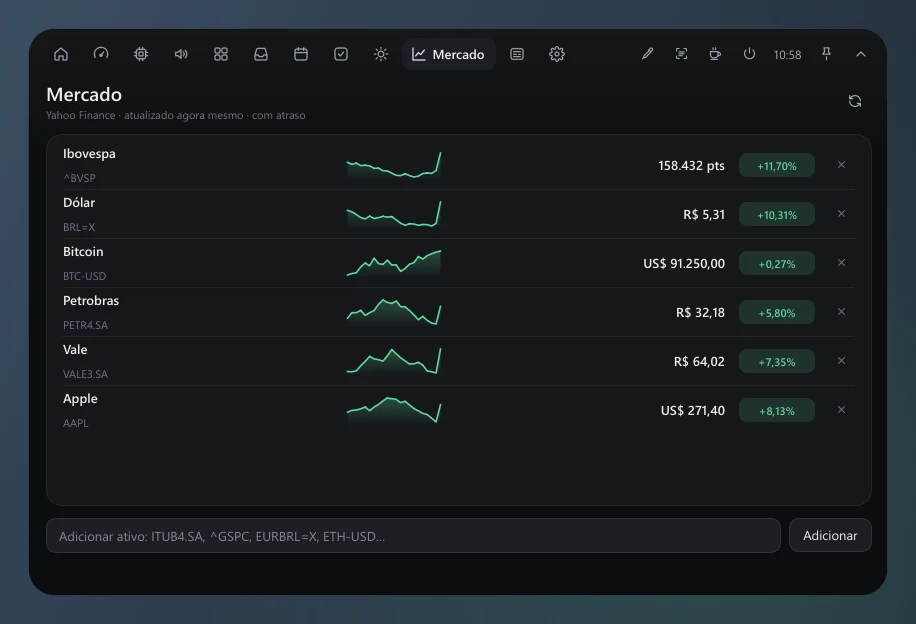 Mercado
10:58
Mercado
Yahoo Finance · atualizado agora mesmo · com atraso
Ibovespa
^BVSP
158.432 pts
+11,70%
Dólar
BRL=X
R$ 5,31
+10,31%
Bitcoin
BTC-USD
US$ 91.250,00
+0,27%
Petrobras
PETR4.SA
R$ 32,18
+5,80%
Vale
VALE3.SA
R$ 64,02
+7,35%
Apple
AAPL
US$ 271,40
+8,13%
Adicionar ativo: ITUB4.SA, ^GSPC, EURBRL=X, ETH-USD...
Adicionar